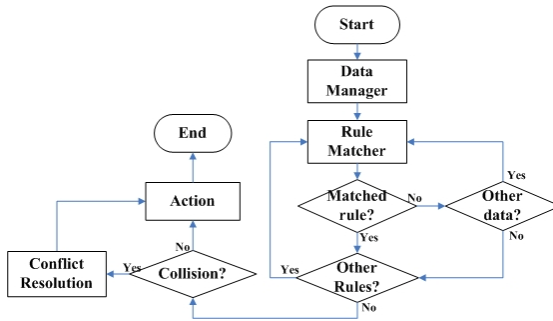 Start
Data
Manager
Rule
Matcher
Matched
rule?
No
Other
data?
Yes
No
Yes
Other
Rules?
Yes
No
Collision?
Yes
No
Conflict
Resolution
Action
End